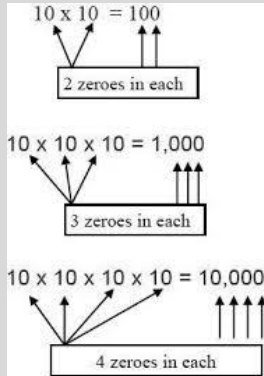 10 x 10 = 100
2 zeroes in each
10 x 10 x 10 = 1,000
3 zeroes in each
10 x 10 x 10 x 10 = 10,000
4 zeroes in each